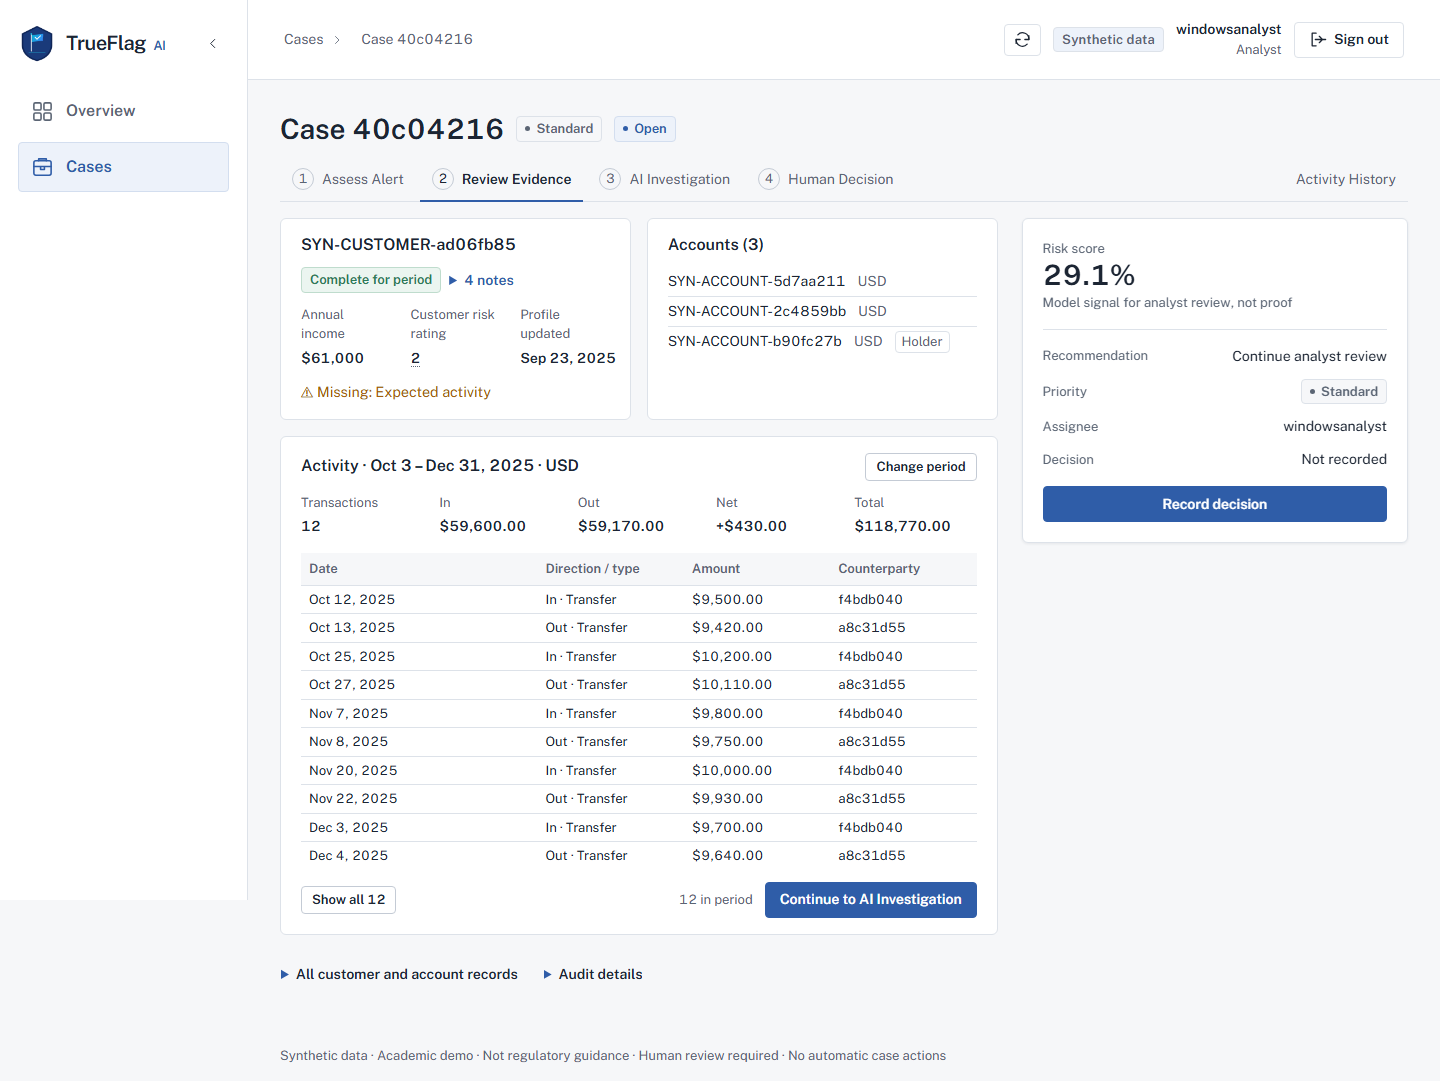 TrueFlag AI
Overview
Cases
Cases
Case 40c04216
Synthetic data
windowsanalyst
Analyst
Sign out
Case 40c04216
Standard
Open
1 Assess Alert
2 Review Evidence
3 AI Investigation
4 Human Decision
Activity History
SYN-CUSTOMER-ad06fb85
Complete for period
4 notes
Annual income
$61,000
Customer risk rating
2
Profile updated
Sep 23, 2025
Missing: Expected activity
Accounts (3)
SYN-ACCOUNT-5d7aa211 USD
SYN-ACCOUNT-2c4859bb USD
SYN-ACCOUNT-b90fc27b USD Holder
Risk score
29.1%
Model signal for analyst review, not proof
Recommendation Continue analyst review
Priority Standard
Assignee windowsanalyst
Decision Not recorded
Record decision
Activity · Oct 3 – Dec 31, 2025 · USD
Change period
Transactions In Out Net Total
12 $59,600.00 $59,170.00 +$430.00 $118,770.00
Date Direction / type Amount Counterparty
Oct 12, 2025 In · Transfer $9,500.00 f4bdb040
Oct 13, 2025 Out · Transfer $9,420.00 a8c31d55
Oct 25, 2025 In · Transfer $10,200.00 f4bdb040
Oct 27, 2025 Out · Transfer $10,110.00 a8c31d55
Nov 7, 2025 In · Transfer $9,800.00 f4bdb040
Nov 8, 2025 Out · Transfer $9,750.00 a8c31d55
Nov 20, 2025 In · Transfer $10,000.00 f4bdb040
Nov 22, 2025 Out · Transfer $9,930.00 a8c31d55
Dec 3, 2025 In · Transfer $9,700.00 f4bdb040
Dec 4, 2025 Out · Transfer $9,640.00 a8c31d55
Show all 12
12 in period
Continue to AI Investigation
All customer and account records
Audit details
Synthetic data · Academic demo · Not regulatory guidance · Human review required · No automatic case actions